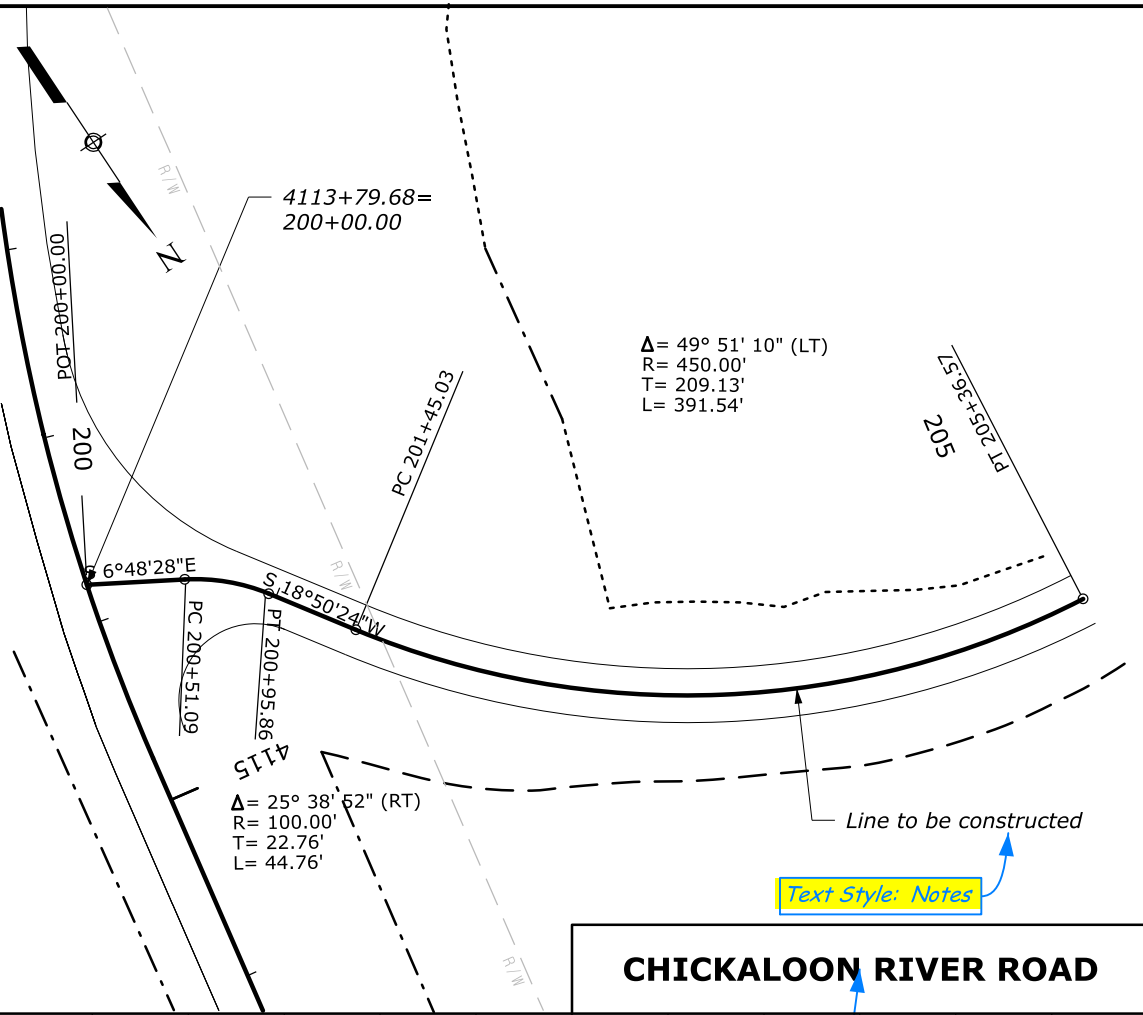 R/W
N
4113+79.68=
200+00.00
POT 200+00.00
200
Δ= 49° 51' 10" (LT)
R= 450.00'
T= 209.13'
L= 391.54'
PC 201+45.03
PT 205+36.57
205
S 6°48'28"E
S 18°50'24"W
R/W
PC 200+51.09
PT 200+95.86
4115
Δ= 25° 38' 52" (RT)
R= 100.00'
T= 22.76'
L= 44.76'
Line to be constructed
Text Style: Notes
R/W
CHICKALOON RIVER ROAD